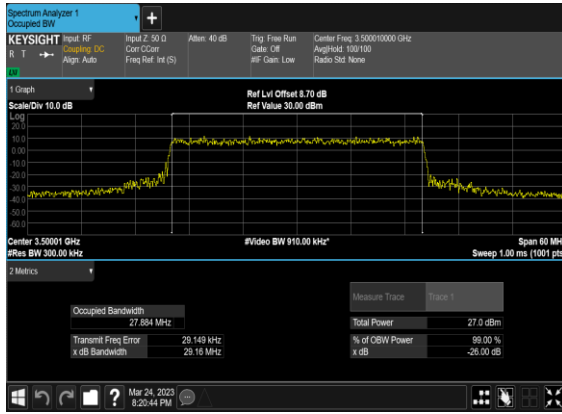 Spectrum Analyzer 1
Occupied BW
KEYSIGHT
R T
LXI
Input: RF
Coupling: DC
Align: Auto
Input Z: 50 Ω
Corr CCorr
Freq Ref: Int (S)
Atten: 40 dB
Trig: Free Run
Gate: Off
#IF Gain: Low
Center Freq: 3.500010000 GHz
Avg|Hold: 100/100
Radio Std: None
1 Graph
Scale/Div 10.0 dB
Ref Lvl Offset 8.70 dB
Ref Value 30.00 dBm
Log
20.0
10.0
0.00
-10.0
-20.0
-30.0
-40.0
-50.0
-60.0
Center 3.50001 GHz
#Res BW 300.00 kHz
#Video BW 910.00 kHz*
Span 60 MH
Sweep 1.00 ms (1001 pts
2 Metrics
Measure Trace Trace 1
Occupied Bandwidth
27.884 MHz
Total Power 27.0 dBm
Transmit Freq Error 29.149 kHz
% of OBW Power 99.00 %
x dB Bandwidth 29.16 MHz
x dB -26.00 dB
?
Mar 24, 2023
8:20:44 PM